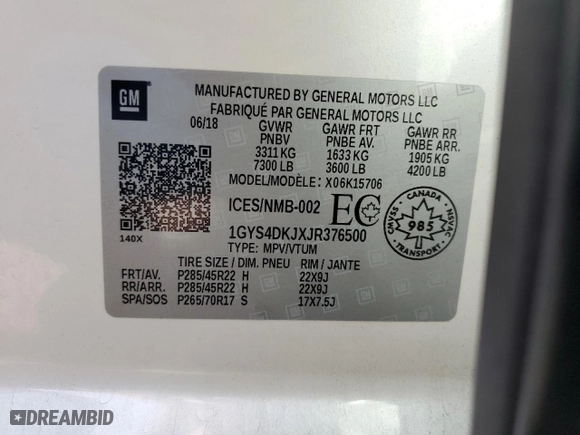 GM
MANUFACTURED BY GENERAL MOTORS LLC
FABRIQUÉ PAR GENERAL MOTORS LLC
06/18 GVWR GAWR FRT GAWR RR
PNBV PNBE AV. PNBE ARR.
3311 KG 1633 KG 1905 KG
7300 LB 3600 LB 4200 LB
MODEL/MODÈLE: X06K15706
ICES/NMB-002 EC
140X
1GYS4DKJXJR376500
TYPE: MPV/VTUM
CANADA
CMVSS
985
NSVAC
TIRE SIZE / DIM. PNEU RIM / JANTE
FRT/AV. P285/45R22 H 22X9J
RR/ARR. P285/45R22 H 22X9J
SPA/SOS P265/70R17 S 17X7.5J
DREAMBID